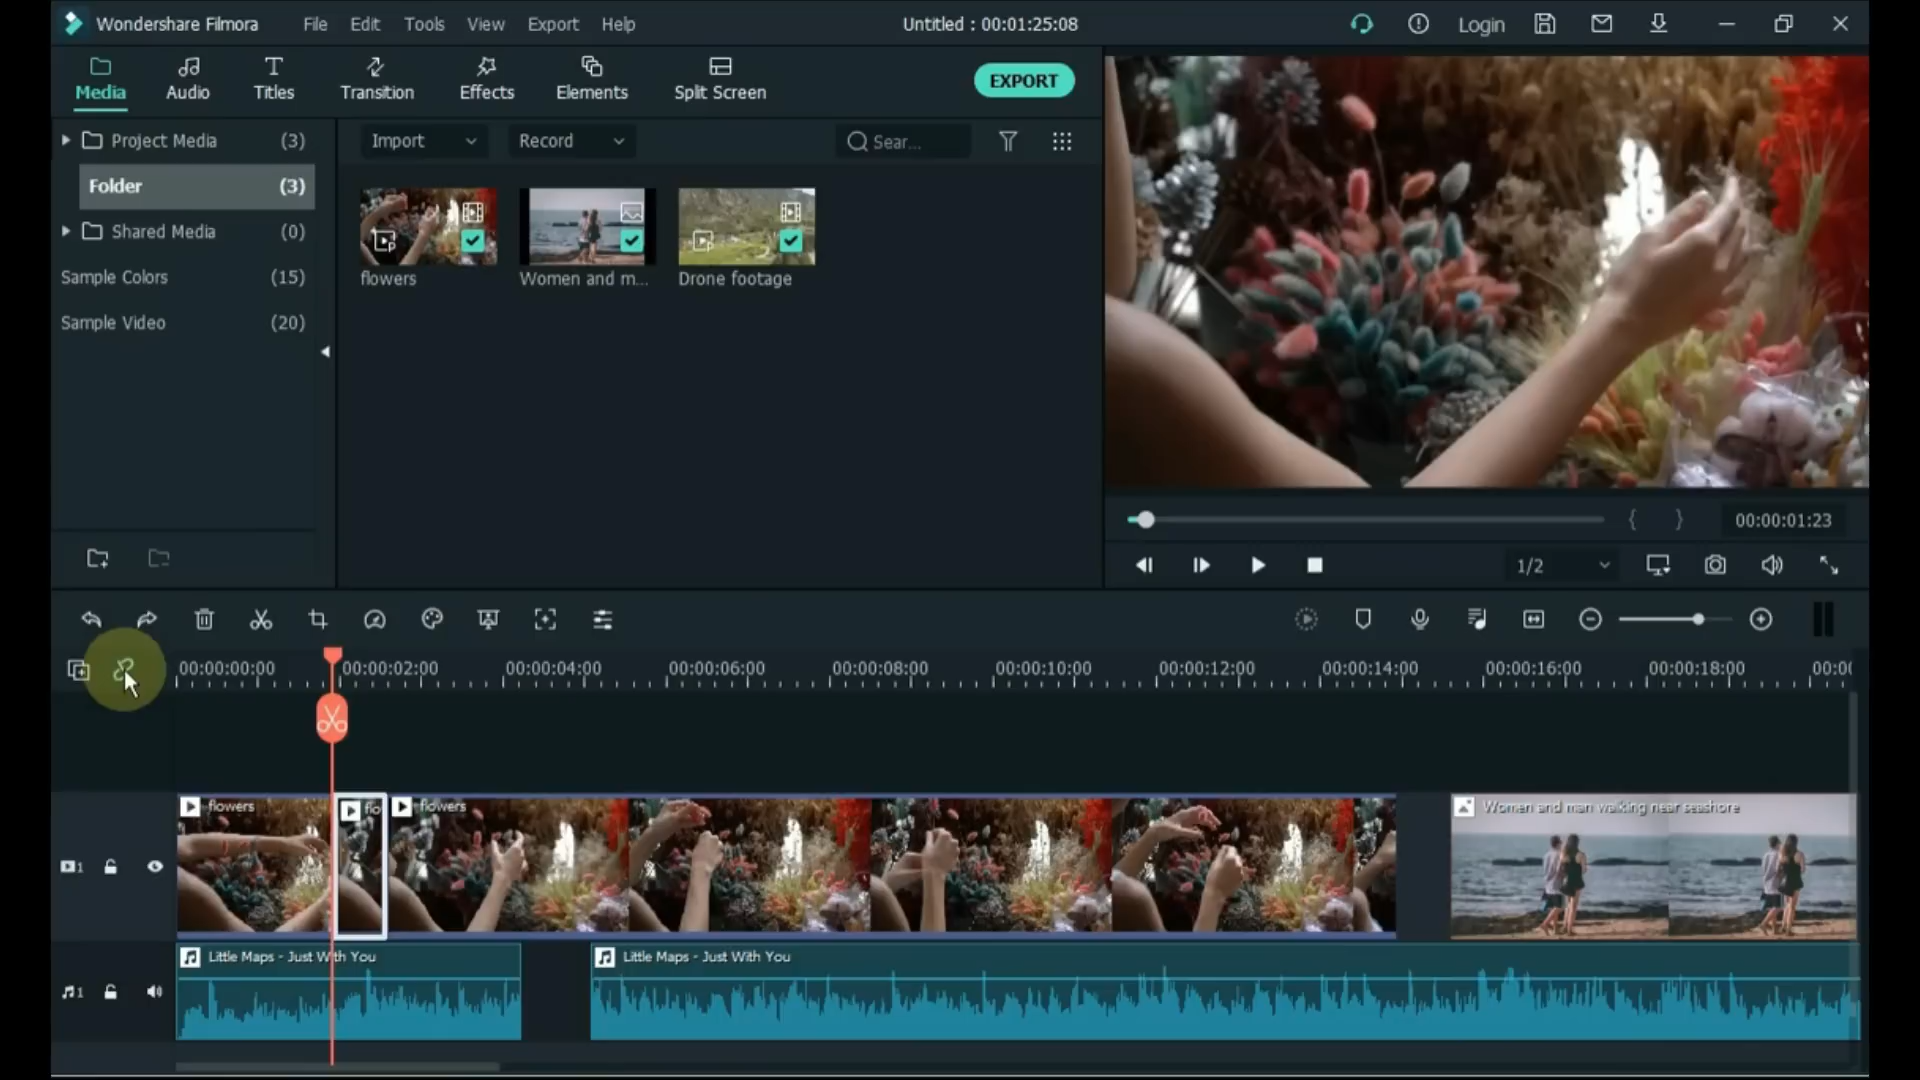 Wondershare Filmora File Edit Tools View Export Help Untitled : 00:01:25:08 Login
Media Audio Titles Transition Effects Elements Split Screen EXPORT
Project Media (3) Import Record Sear...
Folder (3)
Shared Media (0)
Sample Colors (15)
Sample Video (20)
flowers Women and m... Drone footage
00:00:01:23
1/2
00:00:00:00 00:00:02:00 00:00:04:00 00:00:06:00 00:00:08:00 00:00:10:00 00:00:12:00 00:00:14:00 00:00:16:00 00:00:18:00 00:00
flowers flo flowers Women and man walking near seashore
1
Little Maps - Just With You Little Maps - Just With You
1